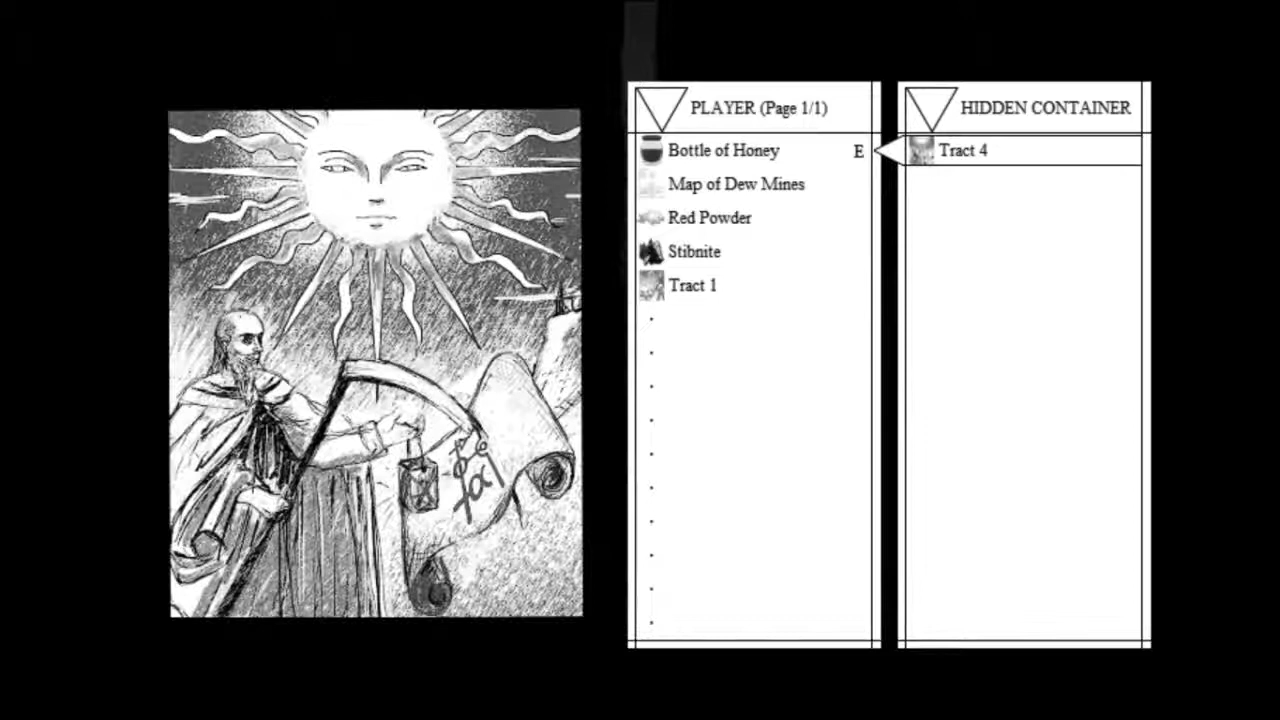 PLAYER (Page 1/1)
Bottle of Honey E
Map of Dew Mines
Red Powder
Stibnite
Tract 1
HIDDEN CONTAINER
Tract 4